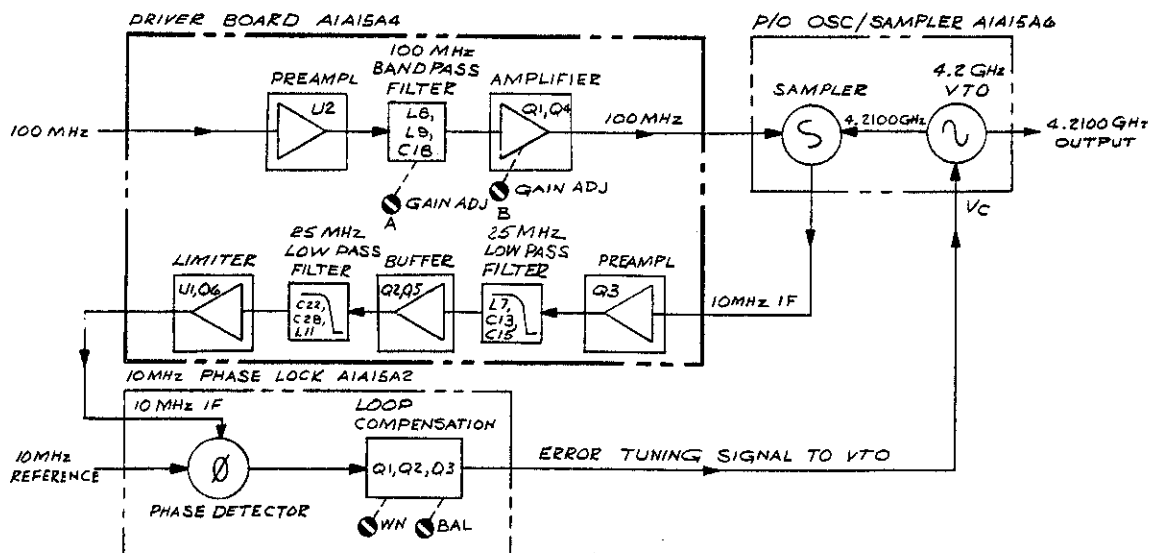 DRIVER BOARD A1A15A4
P/O OSC/SAMPLER A1A15A6
100 MHz
BANDPASS
FILTER
PREAMPL
AMPLIFIER
SAMPLER
4.2 GHz
VTO
U2
L8,
L9,
C18
Q1,Q4
100 MHz
100 MHz
S
4.2100GHz
4.2100 GHz
OUTPUT
GAIN ADJ
A
GAIN ADJ
B
VC
LIMITER
25 MHz
LOW PASS
FILTER
BUFFER
25 MHz
LOW PASS
FILTER
PREAMPL
U1,Q6
C22,
C28,
L11
Q2,Q5
L7,
C13,
C15
Q3
10MHz IF
10MHz PHASE LOCK A1A15A2
10 MHz IF
LOOP
COMPENSATION
10MHz
REFERENCE
Ø
Q1,Q2,Q3
ERROR TUNING SIGNAL TO VTO
PHASE DETECTOR
WN
BAL